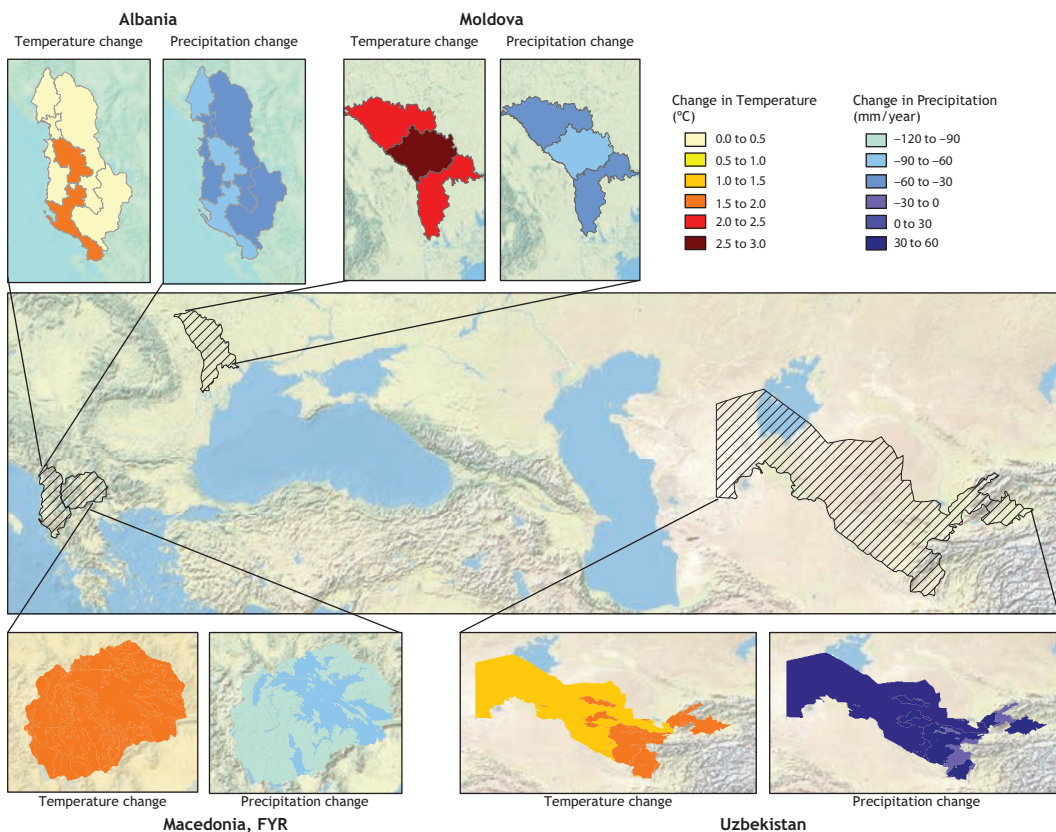 Albania
Moldova
Temperature change
Precipitation change
Temperature change
Precipitation change
Change in Temperature
(ºC)
0.0 to 0.5
0.5 to 1.0
1.0 to 1.5
1.5 to 2.0
2.0 to 2.5
2.5 to 3.0
Change in Precipitation
(mm/year)
−120 to −90
−90 to −60
−60 to −30
−30 to 0
0 to 30
30 to 60
Temperature change
Precipitation change
Macedonia, FYR
Temperature change
Precipitation change
Uzbekistan